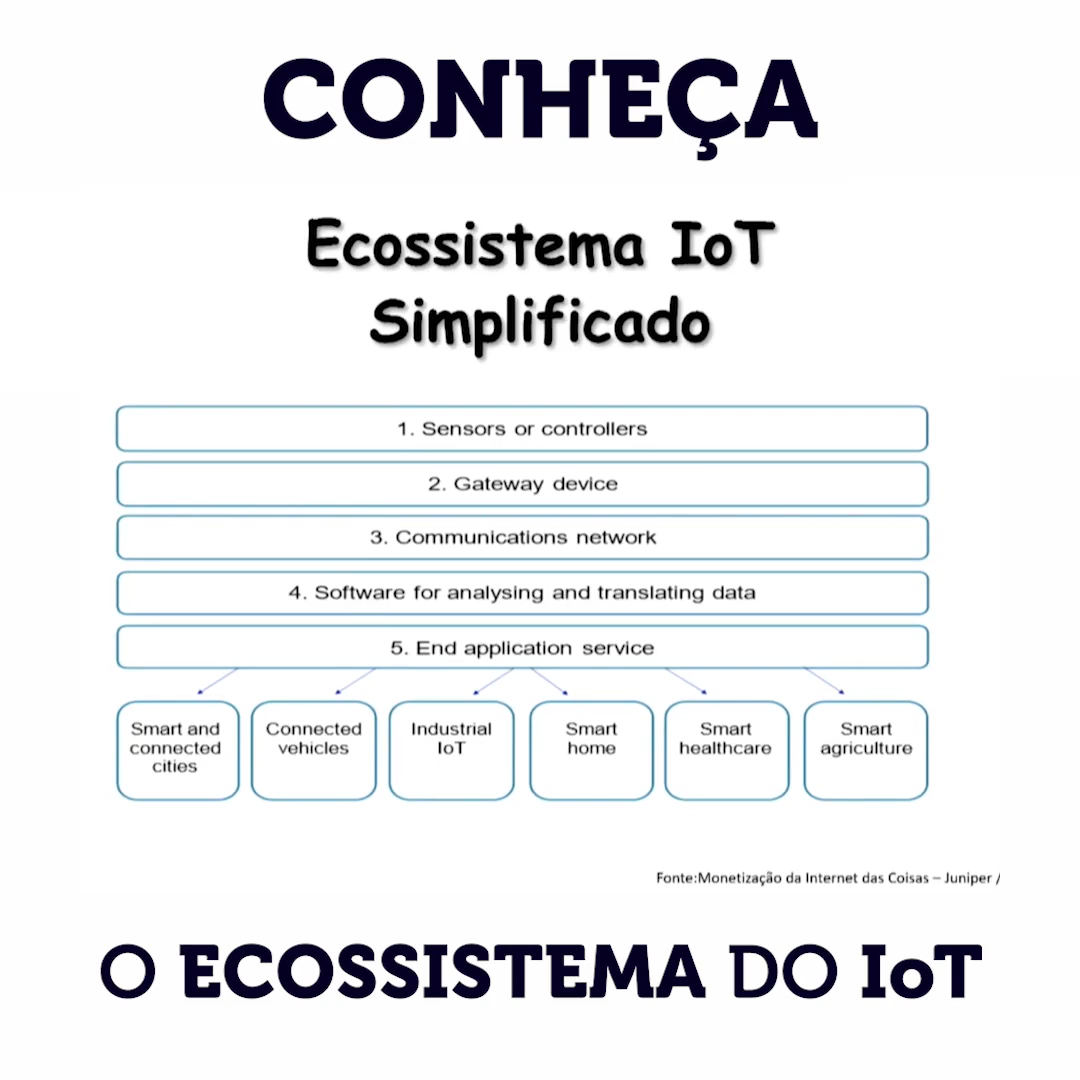 CONHEÇA
Ecossistema IoT
Simplificado
1. Sensors or controllers
2. Gateway device
3. Communications network
4. Software for analysing and translating data
5. End application service
Smart and
connected
cities
Connected
vehicles
Industrial
IoT
Smart
home
Smart
healthcare
Smart
agriculture
Fonte:Monetização da Internet das Coisas – Juniper /
O ECOSSISTEMA DO IoT